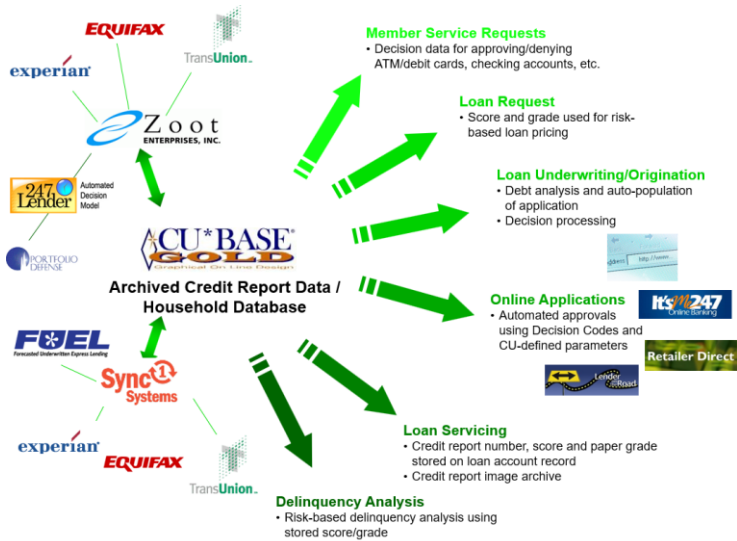 EQUIFAX
TransUnion
experian
Zoot
ENTERPRISES, INC.
247
Lender
Automated
Decision
Model
PORTFOLIO
DEFENSE
CU*BASE®
GOLD
Graphical On Line Design
Archived Credit Report Data /
Household Database
FUEL
Forecasted Underwritten Express Lending
Sync1
Systems
experian
EQUIFAX
TransUnion
Member Service Requests
• Decision data for approving/denying
ATM/debit cards, checking accounts, etc.
Loan Request
• Score and grade used for risk-
based loan pricing
Loan Underwriting/Origination
• Debt analysis and auto-population
of application
• Decision processing
ddress
http://www.
Online Applications
• Automated approvals
using Decision Codes and
CU-defined parameters
It's Me 247
Online Banking
Retailer Direct
Lender
Road
Loan Servicing
• Credit report number, score and paper grade
stored on loan account record
• Credit report image archive
Delinquency Analysis
• Risk-based delinquency analysis using
stored score/grade